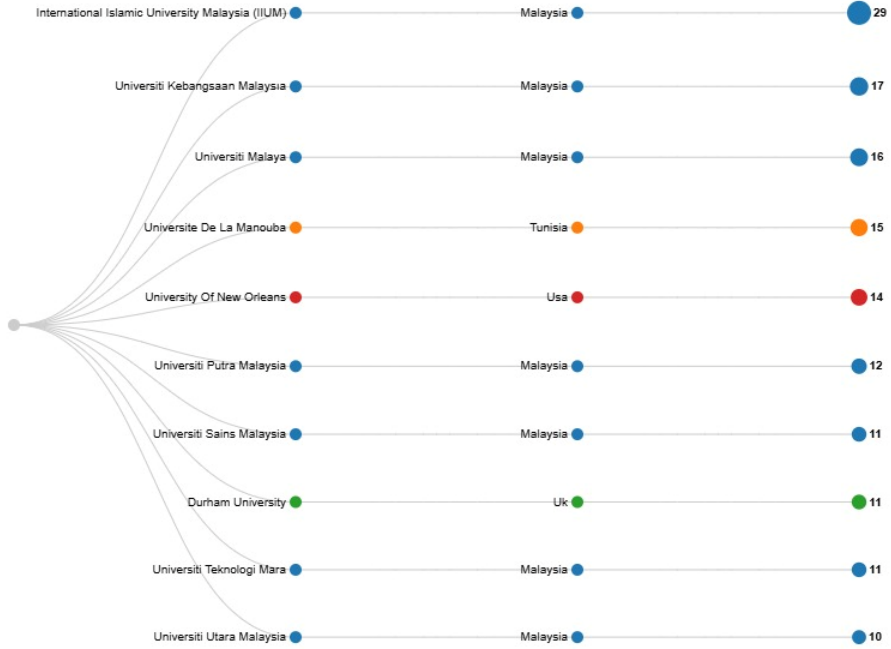 International Islamic University Malaysia (IIUM) Malaysia 29
Universiti Kebangsaan Malaysia Malaysia 17
Universiti Malaya Malaysia 16
Universite De La Manouba Tunisia 15
University Of New Orleans Usa 14
Universiti Putra Malaysia Malaysia 12
Universiti Sains Malaysia Malaysia 11
Durham University Uk 11
Universiti Teknologi Mara Malaysia 11
Universiti Utara Malaysia Malaysia 10